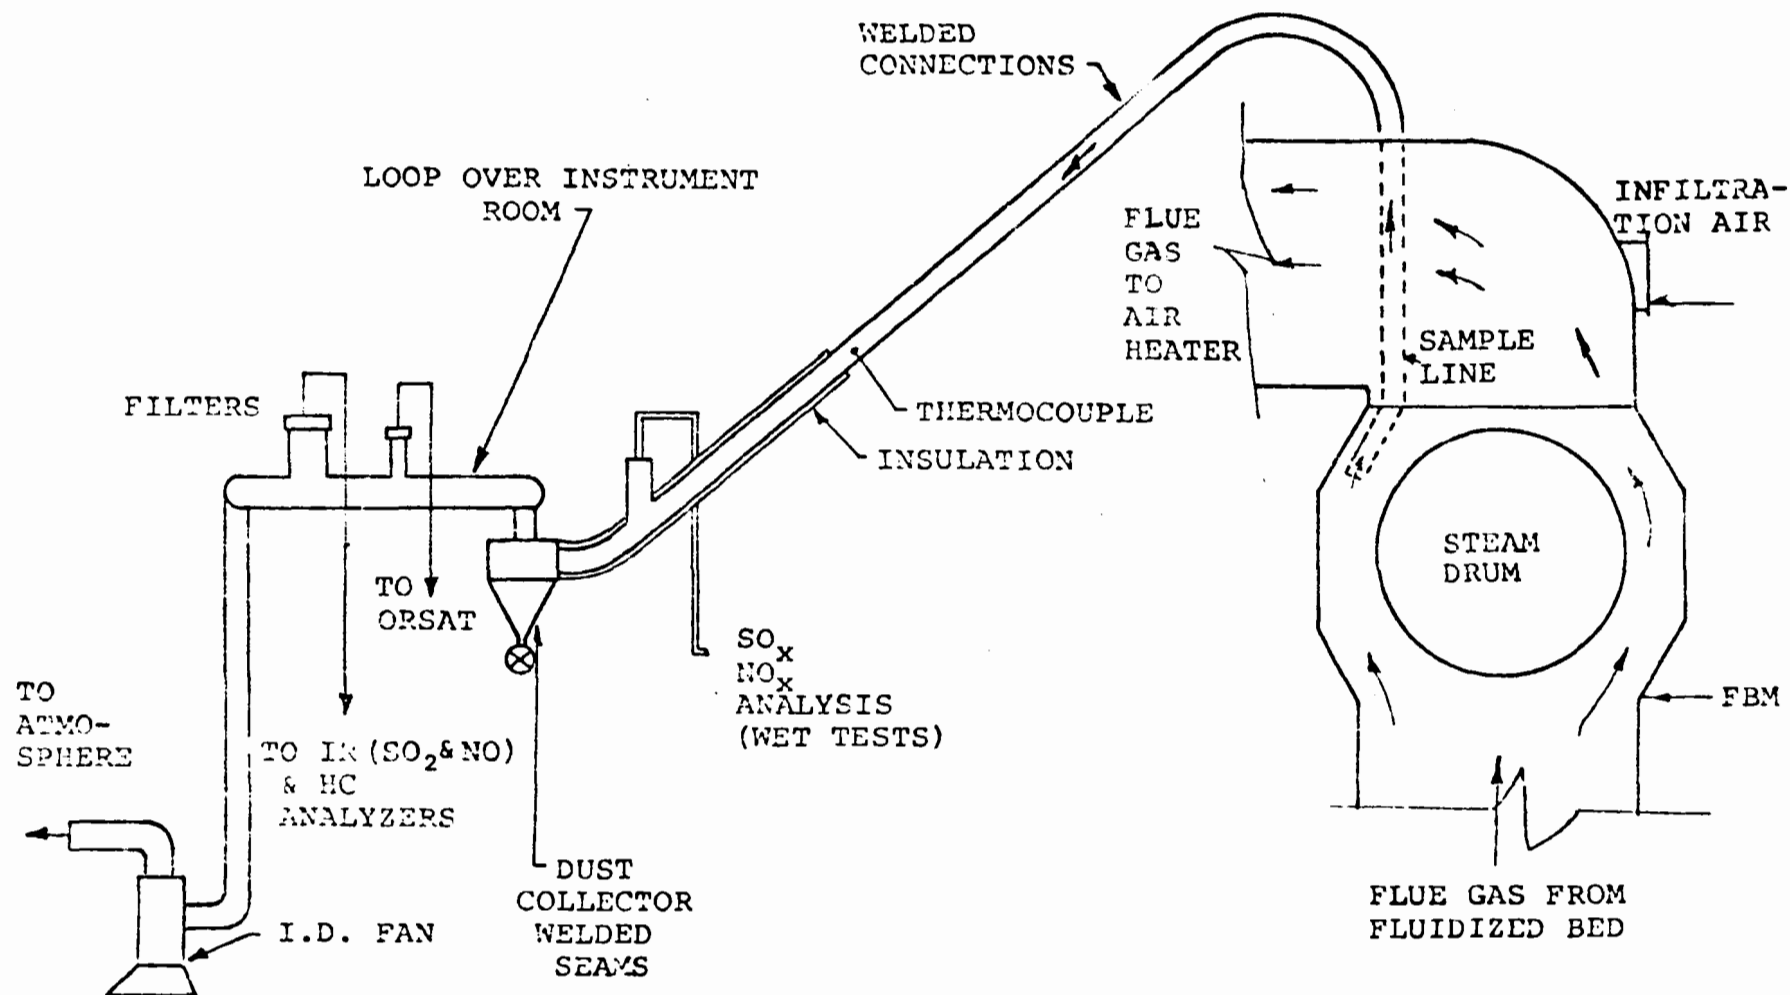 WELDED
CONNECTIONS
LOOP OVER INSTRUMENT
ROOM
INFILTRA-
TION AIR
FLUE
GAS
TO
AIR
HEATER
SAMPLE
LINE
FILTERS
THERMOCOUPLE
INSULATION
STEAM
DRUM
TO
ORSAT
SOx
NOx
ANALYSIS
(WET TESTS)
FBM
TO
ATMO-
SPHERE
TO IR (SO2 & NO)
& HC
ANALYZERS
DUST
COLLECTOR
WELDED
SEAMS
I.D. FAN
FLUE GAS FROM
FLUIDIZED BED